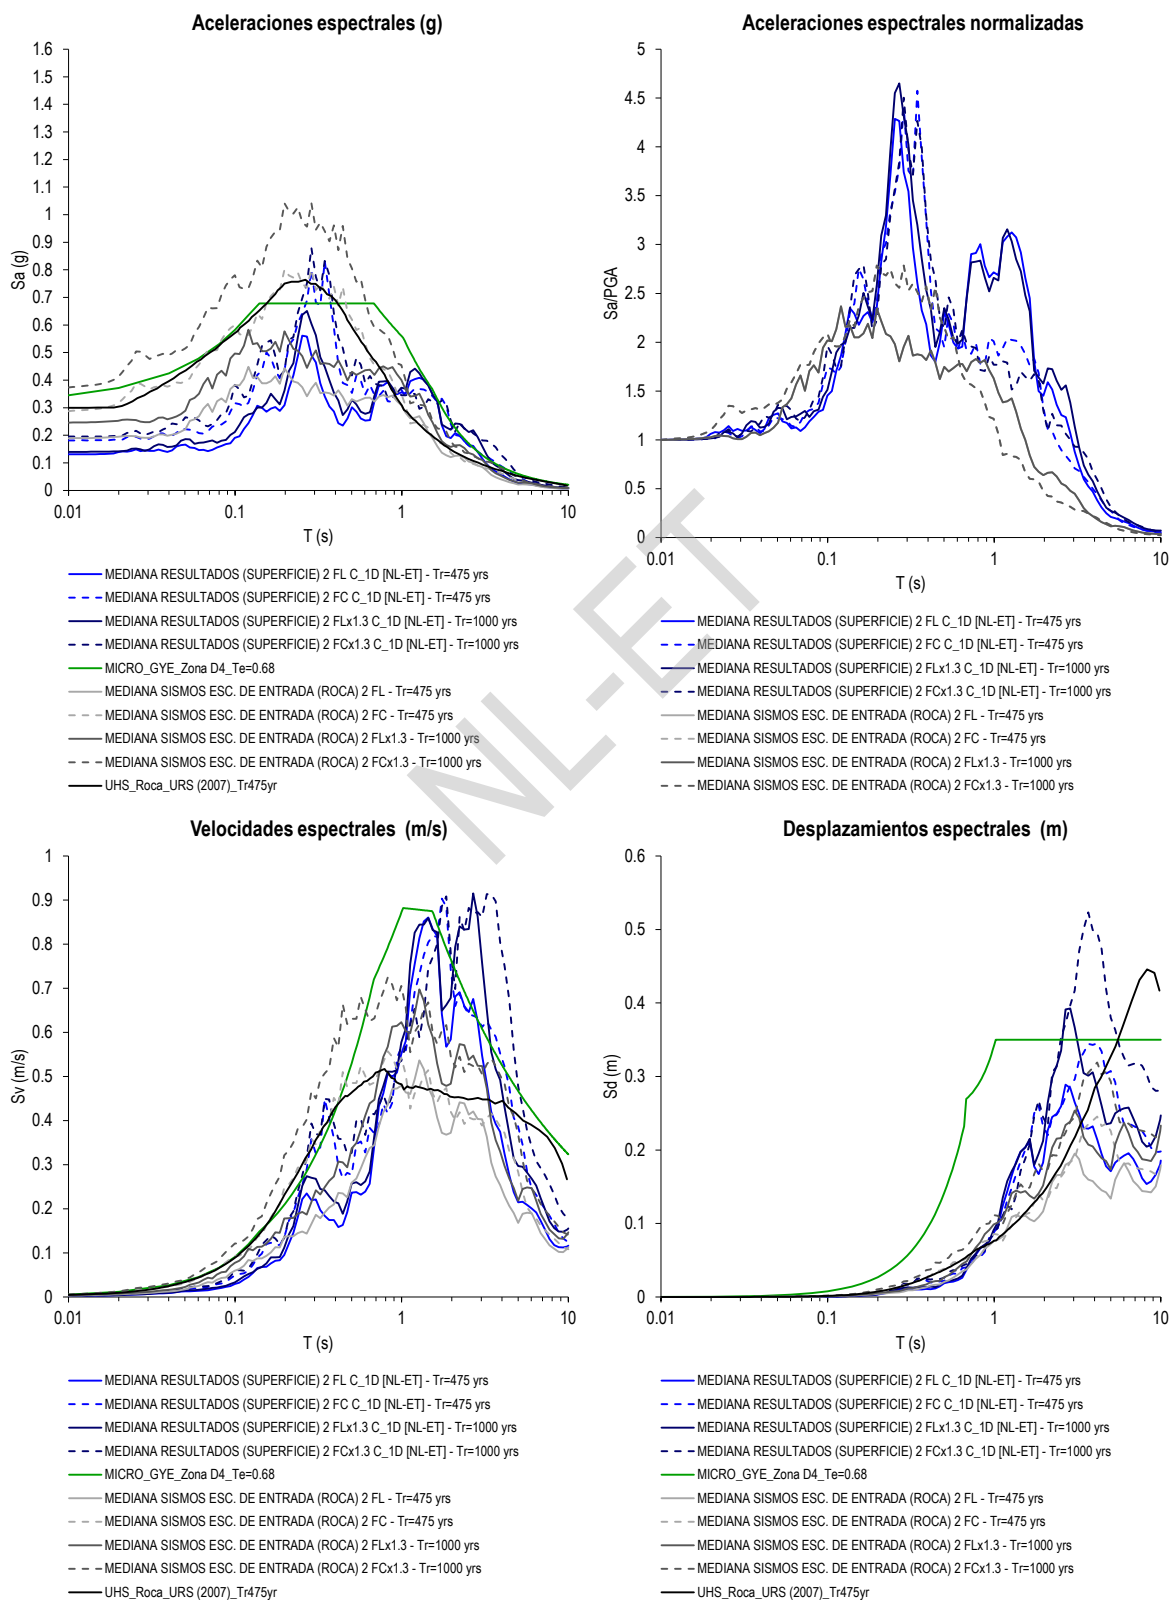 Aceleraciones espectrales (g)
1.6
1.5
1.4
1.3
1.2
1.1
1
0.9
0.8
0.7
0.6
0.5
0.4
0.3
0.2
0.1
0
Sa (g)
0.01
0.1
1
10
T (s)
MEDIANA RESULTADOS (SUPERFICIE) 2 FL C_1D [NL-ET] - Tr=475 yrs
MEDIANA RESULTADOS (SUPERFICIE) 2 FC C_1D [NL-ET] - Tr=475 yrs
MEDIANA RESULTADOS (SUPERFICIE) 2 FLx1.3 C_1D [NL-ET] - Tr=1000 yrs
MEDIANA RESULTADOS (SUPERFICIE) 2 FCx1.3 C_1D [NL-ET] - Tr=1000 yrs
MICRO_GYE_Zona D4_Te=0.68
MEDIANA SISMOS ESC. DE ENTRADA (ROCA) 2 FL - Tr=475 yrs
MEDIANA SISMOS ESC. DE ENTRADA (ROCA) 2 FC - Tr=475 yrs
MEDIANA SISMOS ESC. DE ENTRADA (ROCA) 2 FLx1.3 - Tr=1000 yrs
MEDIANA SISMOS ESC. DE ENTRADA (ROCA) 2 FCx1.3 - Tr=1000 yrs
UHS_Roca_URS (2007)_Tr475yr
Aceleraciones espectrales normalizadas
5
4.5
4
3.5
3
2.5
2
1.5
1
0.5
0
Sa/PGA
0.01
0.1
1
10
T (s)
MEDIANA RESULTADOS (SUPERFICIE) 2 FL C_1D [NL-ET] - Tr=475 yrs
MEDIANA RESULTADOS (SUPERFICIE) 2 FC C_1D [NL-ET] - Tr=475 yrs
MEDIANA RESULTADOS (SUPERFICIE) 2 FLx1.3 C_1D [NL-ET] - Tr=1000 yrs
MEDIANA RESULTADOS (SUPERFICIE) 2 FCx1.3 C_1D [NL-ET] - Tr=1000 yrs
MEDIANA SISMOS ESC. DE ENTRADA (ROCA) 2 FL - Tr=475 yrs
MEDIANA SISMOS ESC. DE ENTRADA (ROCA) 2 FC - Tr=475 yrs
MEDIANA SISMOS ESC. DE ENTRADA (ROCA) 2 FLx1.3 - Tr=1000 yrs
MEDIANA SISMOS ESC. DE ENTRADA (ROCA) 2 FCx1.3 - Tr=1000 yrs
NL-ET
Velocidades espectrales (m/s)
1
0.9
0.8
0.7
0.6
0.5
0.4
0.3
0.2
0.1
0
Sv (m/s)
0.01
0.1
1
10
T (s)
MEDIANA RESULTADOS (SUPERFICIE) 2 FL C_1D [NL-ET] - Tr=475 yrs
MEDIANA RESULTADOS (SUPERFICIE) 2 FC C_1D [NL-ET] - Tr=475 yrs
MEDIANA RESULTADOS (SUPERFICIE) 2 FLx1.3 C_1D [NL-ET] - Tr=1000 yrs
MEDIANA RESULTADOS (SUPERFICIE) 2 FCx1.3 C_1D [NL-ET] - Tr=1000 yrs
MICRO_GYE_Zona D4_Te=0.68
MEDIANA SISMOS ESC. DE ENTRADA (ROCA) 2 FL - Tr=475 yrs
MEDIANA SISMOS ESC. DE ENTRADA (ROCA) 2 FC - Tr=475 yrs
MEDIANA SISMOS ESC. DE ENTRADA (ROCA) 2 FLx1.3 - Tr=1000 yrs
MEDIANA SISMOS ESC. DE ENTRADA (ROCA) 2 FCx1.3 - Tr=1000 yrs
UHS_Roca_URS (2007)_Tr475yr
Desplazamientos espectrales (m)
0.6
0.5
0.4
0.3
0.2
0.1
0
Sd (m)
0.01
0.1
1
10
T (s)
MEDIANA RESULTADOS (SUPERFICIE) 2 FL C_1D [NL-ET] - Tr=475 yrs
MEDIANA RESULTADOS (SUPERFICIE) 2 FC C_1D [NL-ET] - Tr=475 yrs
MEDIANA RESULTADOS (SUPERFICIE) 2 FLx1.3 C_1D [NL-ET] - Tr=1000 yrs
MEDIANA RESULTADOS (SUPERFICIE) 2 FCx1.3 C_1D [NL-ET] - Tr=1000 yrs
MICRO_GYE_Zona D4_Te=0.68
MEDIANA SISMOS ESC. DE ENTRADA (ROCA) 2 FL - Tr=475 yrs
MEDIANA SISMOS ESC. DE ENTRADA (ROCA) 2 FC - Tr=475 yrs
MEDIANA SISMOS ESC. DE ENTRADA (ROCA) 2 FLx1.3 - Tr=1000 yrs
MEDIANA SISMOS ESC. DE ENTRADA (ROCA) 2 FCx1.3 - Tr=1000 yrs
UHS_Roca_URS (2007)_Tr475yr